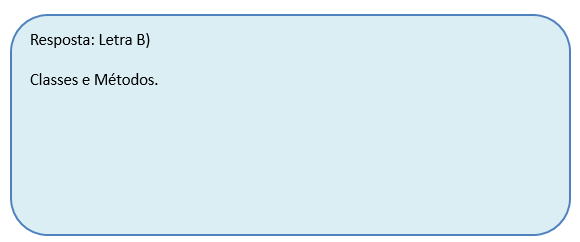 Resposta: Letra B)
Classes e Métodos.